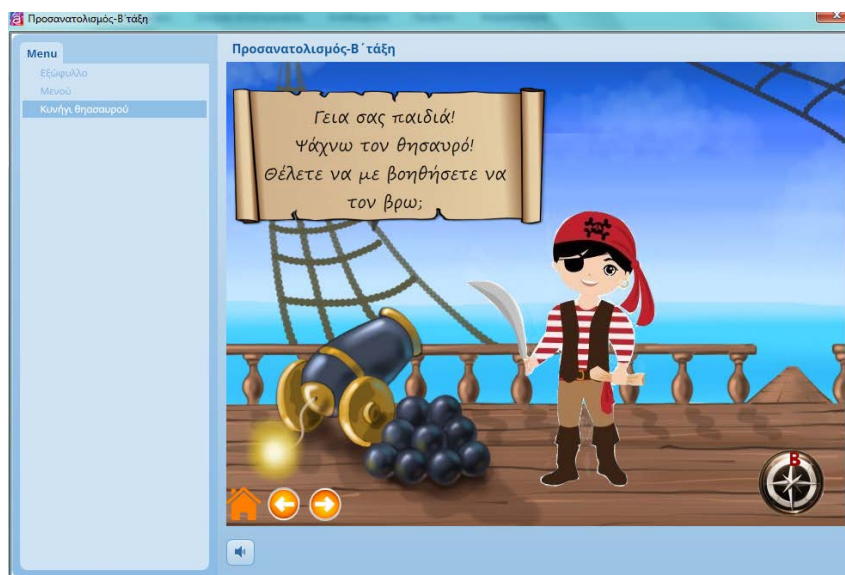 Προσανατολισμός-Β΄τάξη
Menu
Εξώφυλλο
Μενού
Κυνήγι θηασαυρού
Προσανατολισμός-Β΄τάξη
Γεια σας παιδιά!
Ψάχνω τον θησαυρό!
Θέλετε να με βοηθήσετε να
τον βρω;
Β